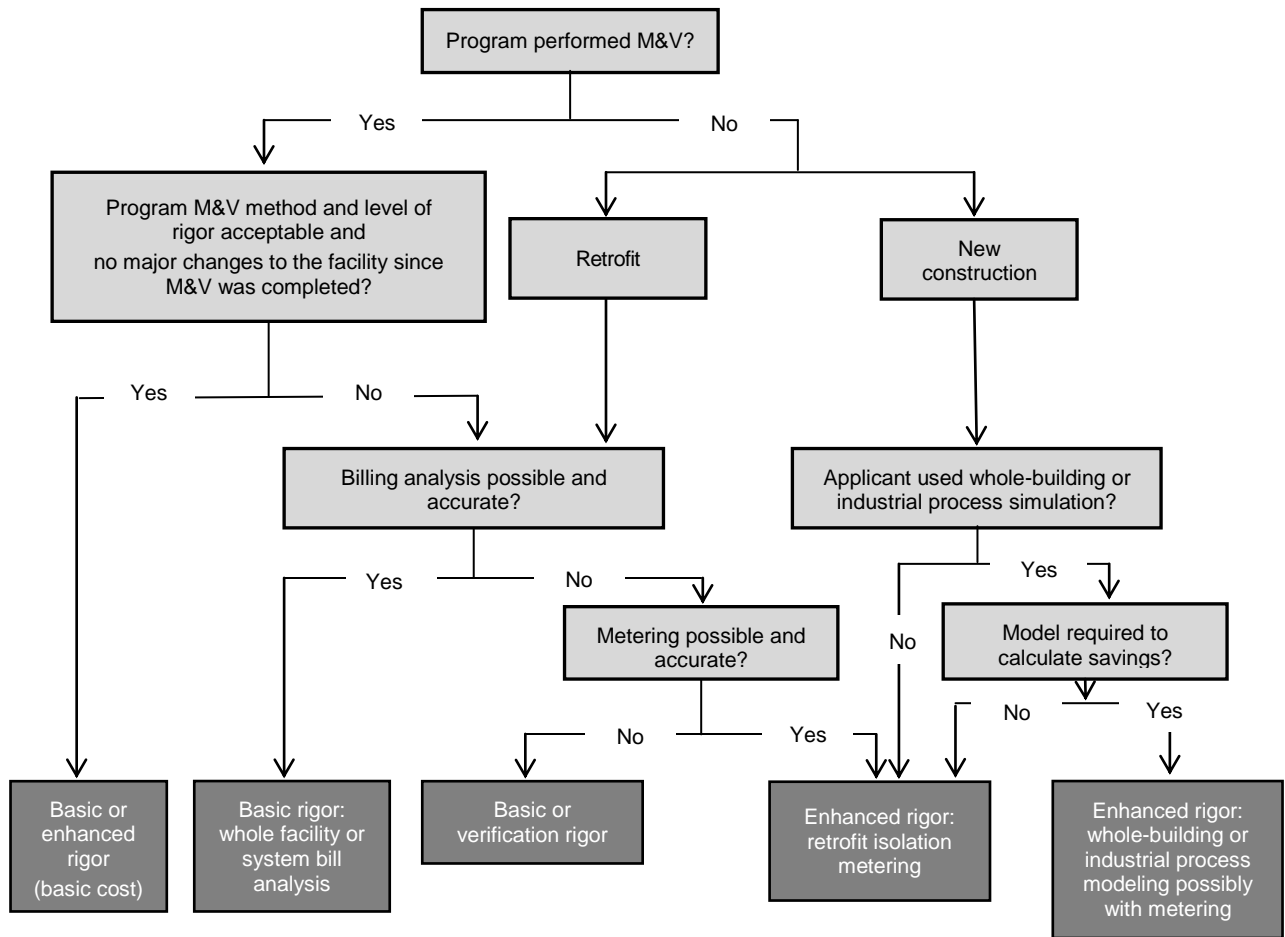 Program performed M&V?
Yes
No
Program M&V method and level of
rigor acceptable and
no major changes to the facility since
M&V was completed?
Retrofit
New
construction
Yes
No
Billing analysis possible and
accurate?
Applicant used whole-building or
industrial process simulation?
Yes
No
Yes
No
Metering possible and
accurate?
Model required to
calculate savings?
No
Yes
No
Yes
Basic or
enhanced
rigor
(basic cost)
Basic rigor:
whole facility or
system bill
analysis
Basic or
verification rigor
Enhanced rigor:
retrofit isolation
metering
Enhanced rigor:
whole-building or
industrial process
modeling possibly
with metering